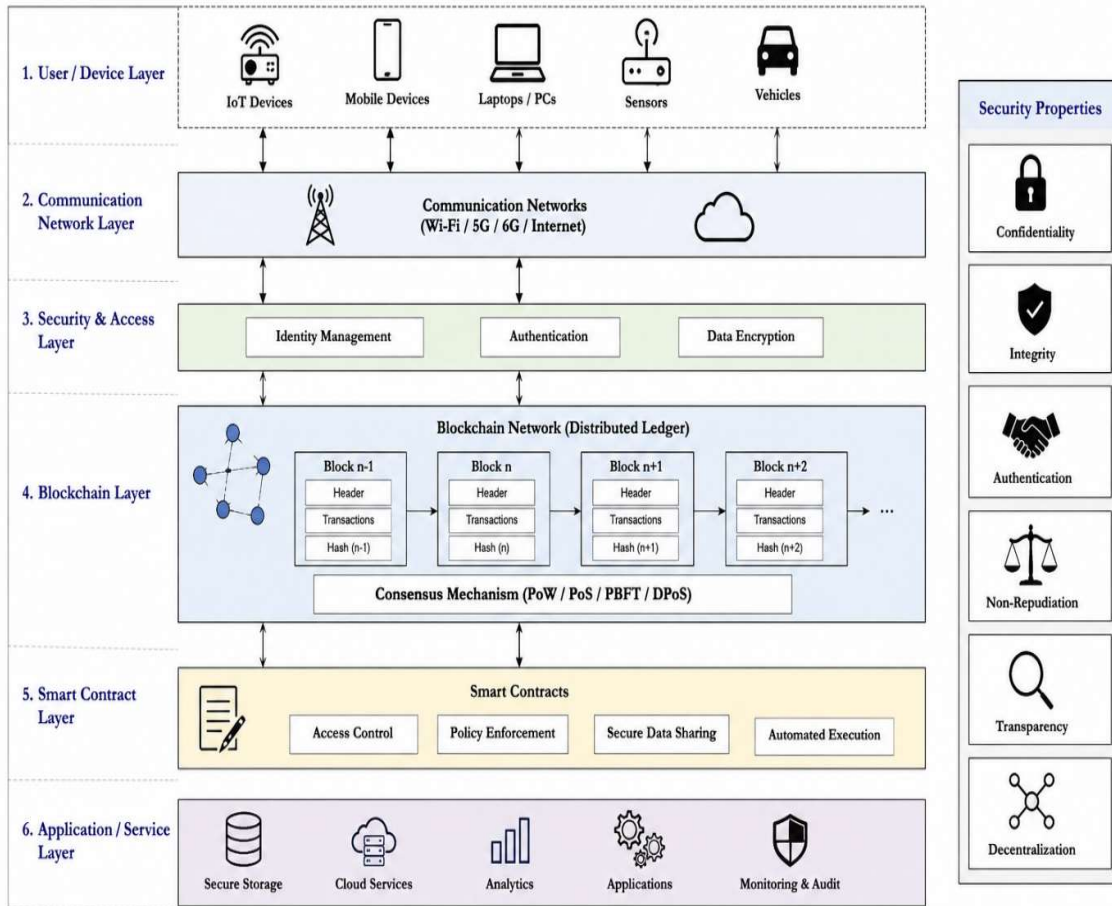 1. User / Device Layer
IoT Devices
Mobile Devices
Laptops / PCs
Sensors
Vehicles
2. Communication
Network Layer
Communication Networks
(Wi-Fi / 5G / 6G / Internet)
3. Security & Access
Layer
Identity Management
Authentication
Data Encryption
4. Blockchain Layer
Blockchain Network (Distributed Ledger)
Block n-1
Header
Transactions
Hash (n-1)
Block n
Header
Transactions
Hash (n)
Block n+1
Header
Transactions
Hash (n+1)
Block n+2
Header
Transactions
Hash (n+2)
...
Consensus Mechanism (PoW / PoS / PBFT / DPoS)
5. Smart Contract
Layer
Smart Contracts
Access Control
Policy Enforcement
Secure Data Sharing
Automated Execution
6. Application / Service
Layer
Secure Storage
Cloud Services
Analytics
Applications
Monitoring & Audit
Security Properties
Confidentiality
Integrity
Authentication
Non-Repudiation
Transparency
Decentralization